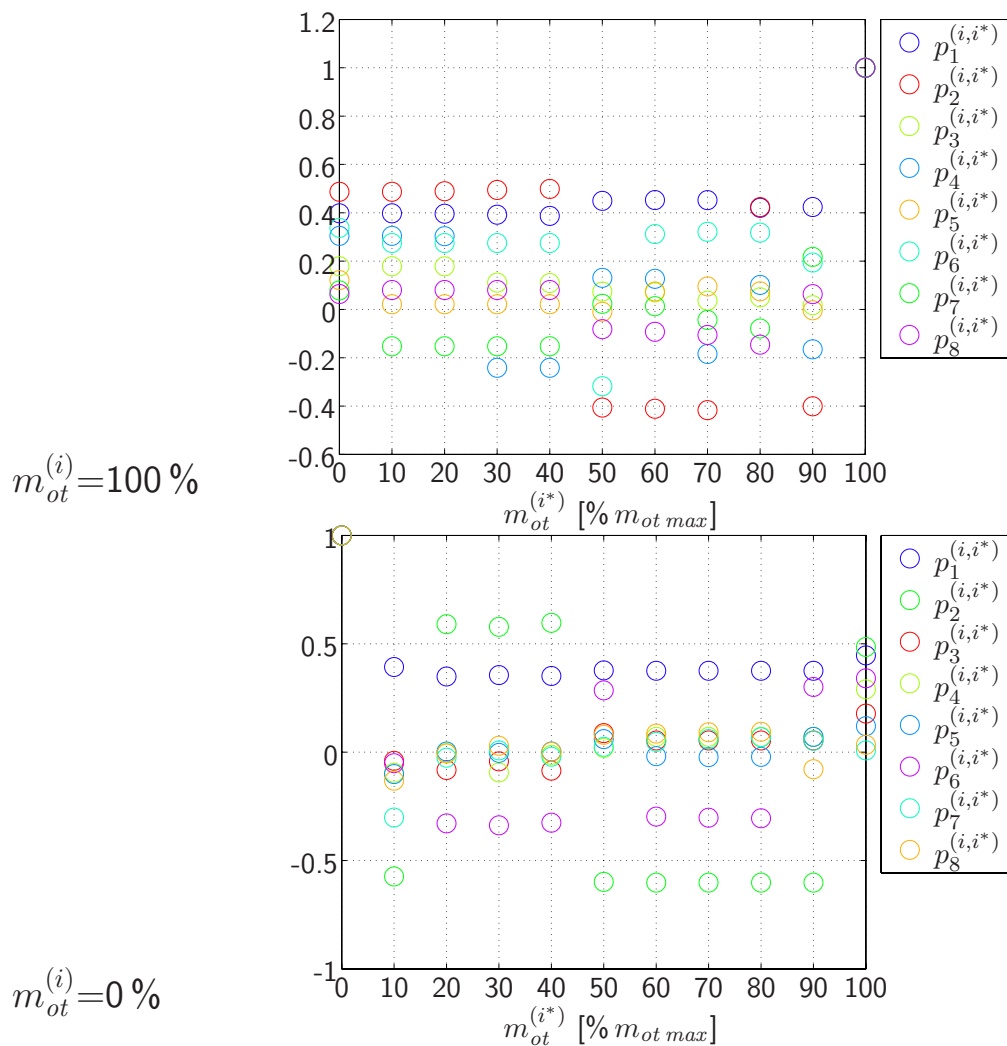 1.2
1
0.8
0.6
0.4
0.2
0
-0.2
-0.4
-0.6
0 10 20 30 40 50 60 70 80 90 100
m_{ot}^{(i*)} [% m_{ot max}]
p_1^{(i,i*)}
p_2^{(i,i*)}
p_3^{(i,i*)}
p_4^{(i,i*)}
p_5^{(i,i*)}
p_6^{(i,i*)}
p_7^{(i,i*)}
p_8^{(i,i*)}
m_{ot}^{(i)}=100 %
1
0.5
0
-0.5
-1
0 10 20 30 40 50 60 70 80 90 100
m_{ot}^{(i*)} [% m_{ot max}]
p_1^{(i,i*)}
p_2^{(i,i*)}
p_3^{(i,i*)}
p_4^{(i,i*)}
p_5^{(i,i*)}
p_6^{(i,i*)}
p_7^{(i,i*)}
p_8^{(i,i*)}
m_{ot}^{(i)}=0 %